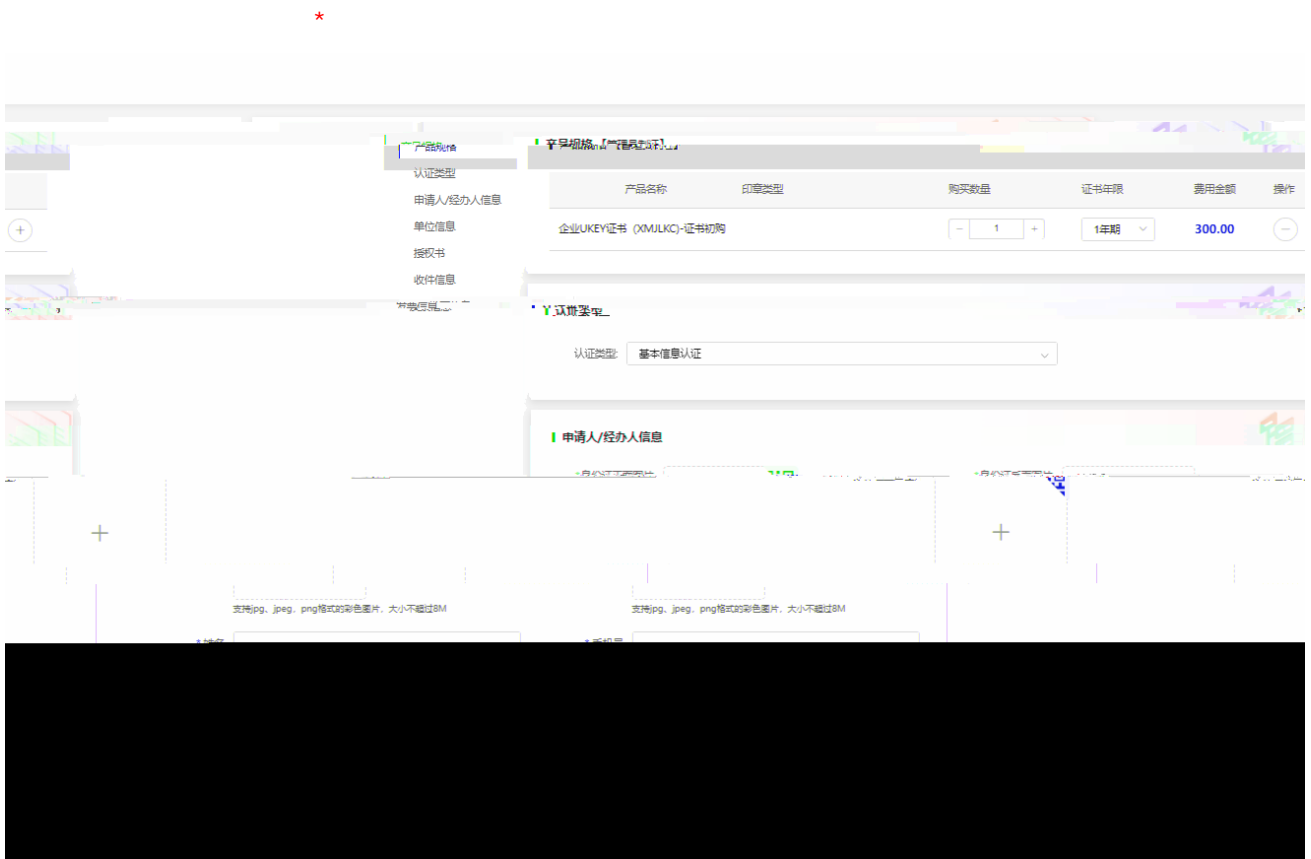 *
产品规格
认证类型
申请人/经办人信息
单位信息
授权书
收件信息
产品名称 印章类型 购买数量 证书年限 费用金额 操作
企业UKEY证书 (XMJLKC)-证书初购 - 1 + 1年期 300.00
认证类型
认证类型: 基本信息认证
申请人/经办人信息
支持jpg、jpeg、png格式的彩色图片, 大小不超过8M 支持jpg、jpeg、png格式的彩色图片, 大小不超过8M